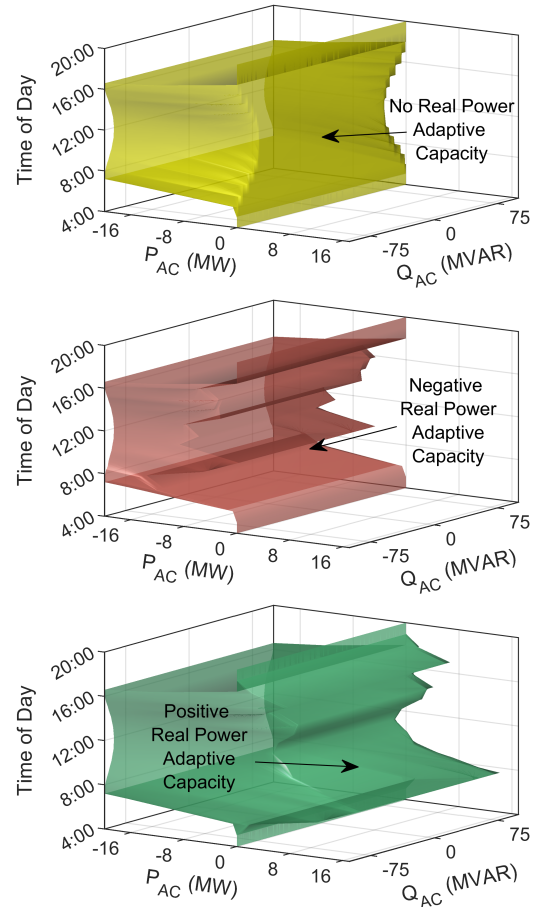 20:00
16:00
12:00
8:00
4:00
Time of Day
-16
-8
0
8
16
P_AC (MW)
-75
0
75
Q_AC (MVAR)
No Real Power
Adaptive
Capacity
20:00
16:00
12:00
8:00
4:00
Time of Day
-16
-8
0
8
16
P_AC (MW)
-75
0
75
Q_AC (MVAR)
Negative
Real Power
Adaptive
Capacity
20:00
16:00
12:00
8:00
4:00
Time of Day
-16
-8
0
8
16
P_AC (MW)
-75
0
75
Q_AC (MVAR)
Positive
Real Power
Adaptive
Capacity